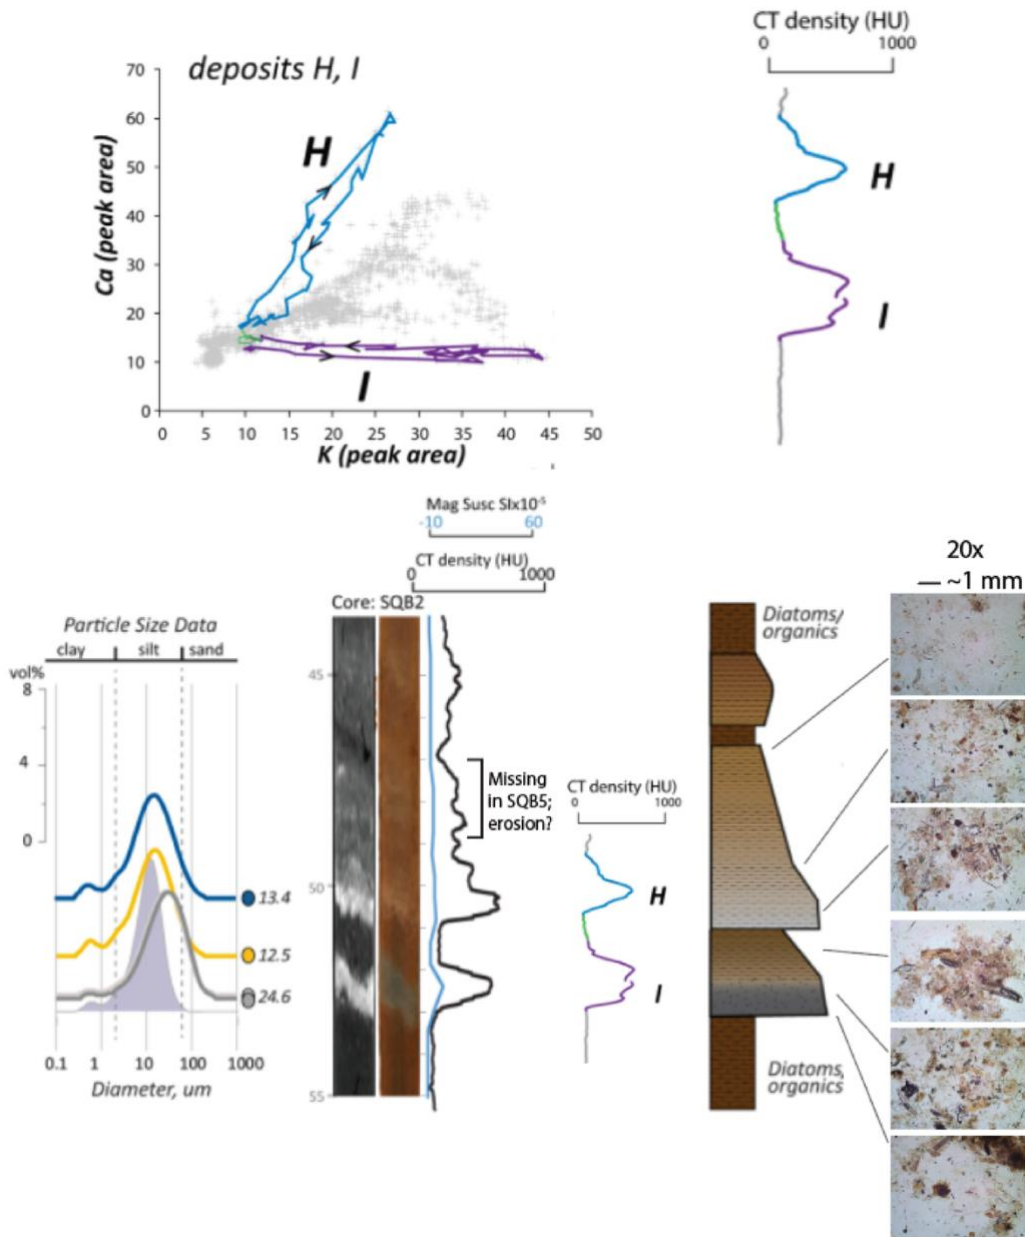 deposits H, I
Ca (peak area)
70
60
50
40
30
20
10
0
H
I
0 5 10 15 20 25 30 35 40 45 50
K (peak area)
CT density (HU)
0 1000
H
I
Mag Susc SIx10⁻⁵
-10 60
CT density (HU)
0 1000
Core: SQB2
45
50
55
Missing
in SQB5;
erosion?
Particle Size Data
clay silt sand
vol%
8
4
0
13.4
12.5
24.6
0.1 1 10 100 1000
Diameter, um
CT density (HU)
0 1000
H
I
Diatoms/
organics
Diatoms,
organics
20x
~1 mm